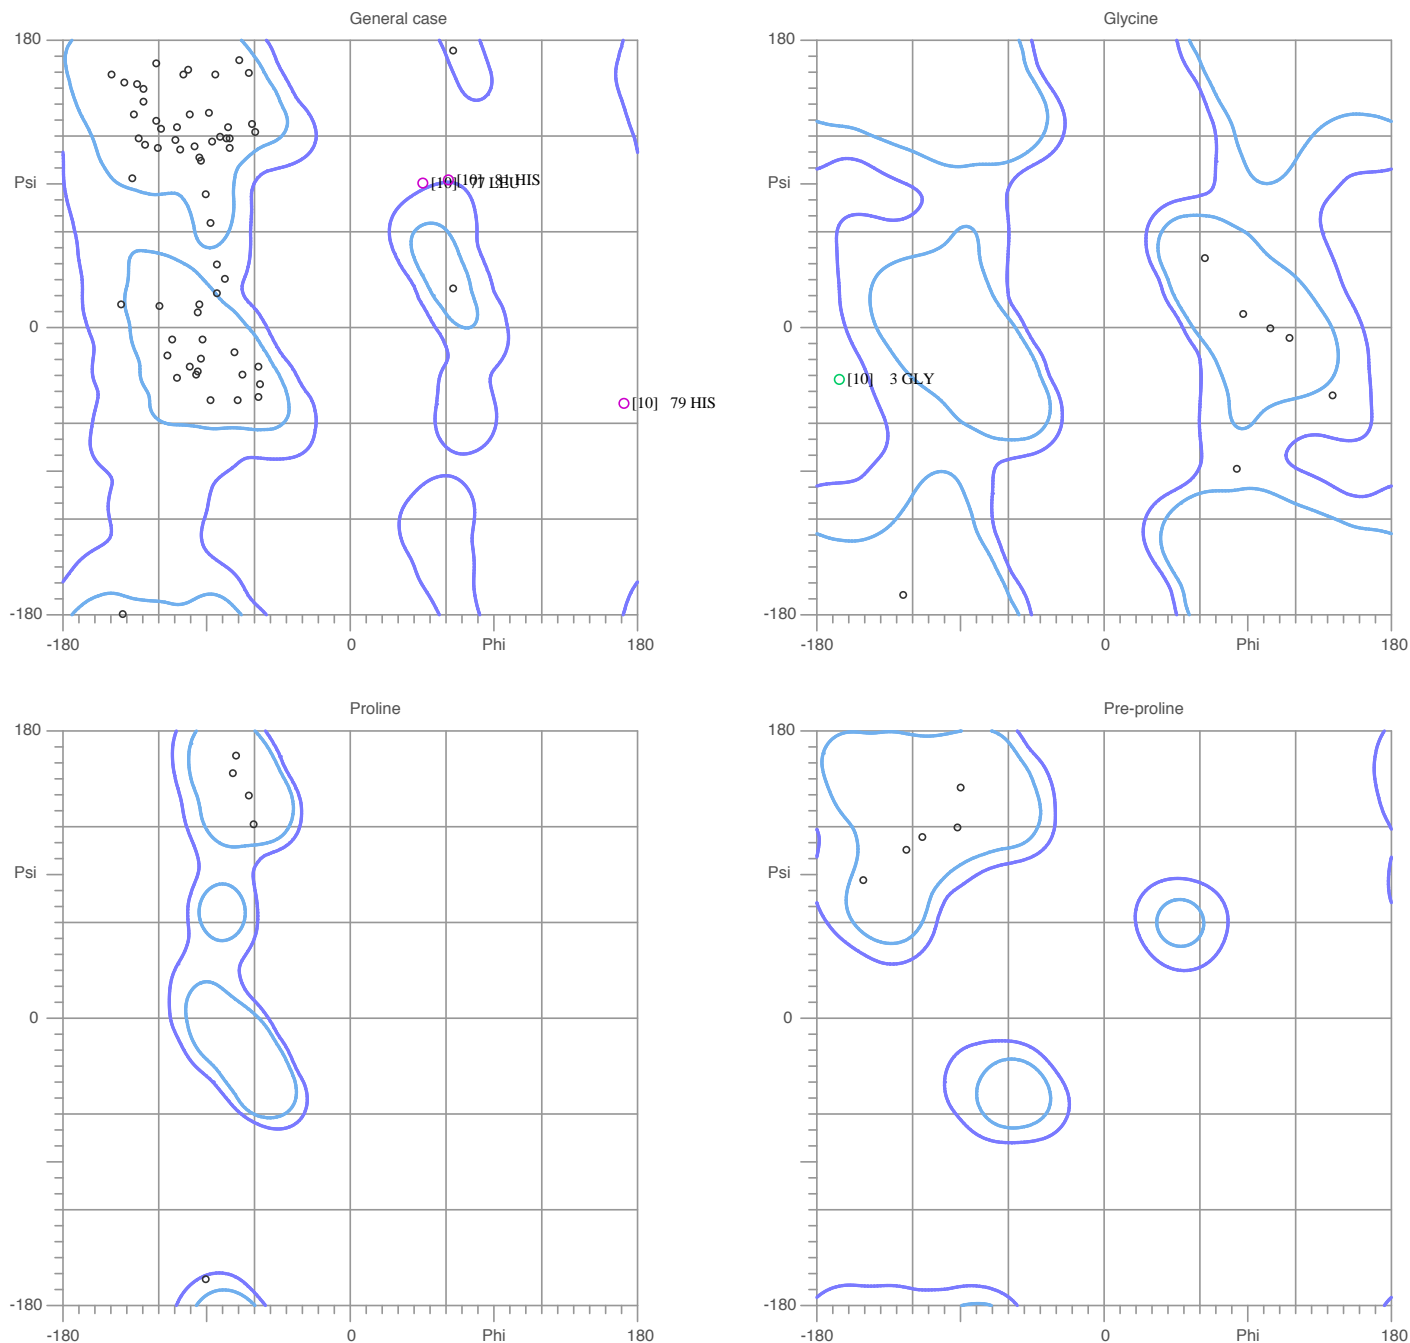 General case
Glycine
180
180
[10] 77 LEU
[10] 81 HIS
Psi
Psi
0
0
[10] 3 GLY
[10] 79 HIS
-180
-180
-180 0 Phi 180
-180 0 Phi 180
Proline
Pre-proline
180
180
Psi
Psi
0
0
-180
-180
-180 0 Phi 180
-180 0 Phi 180